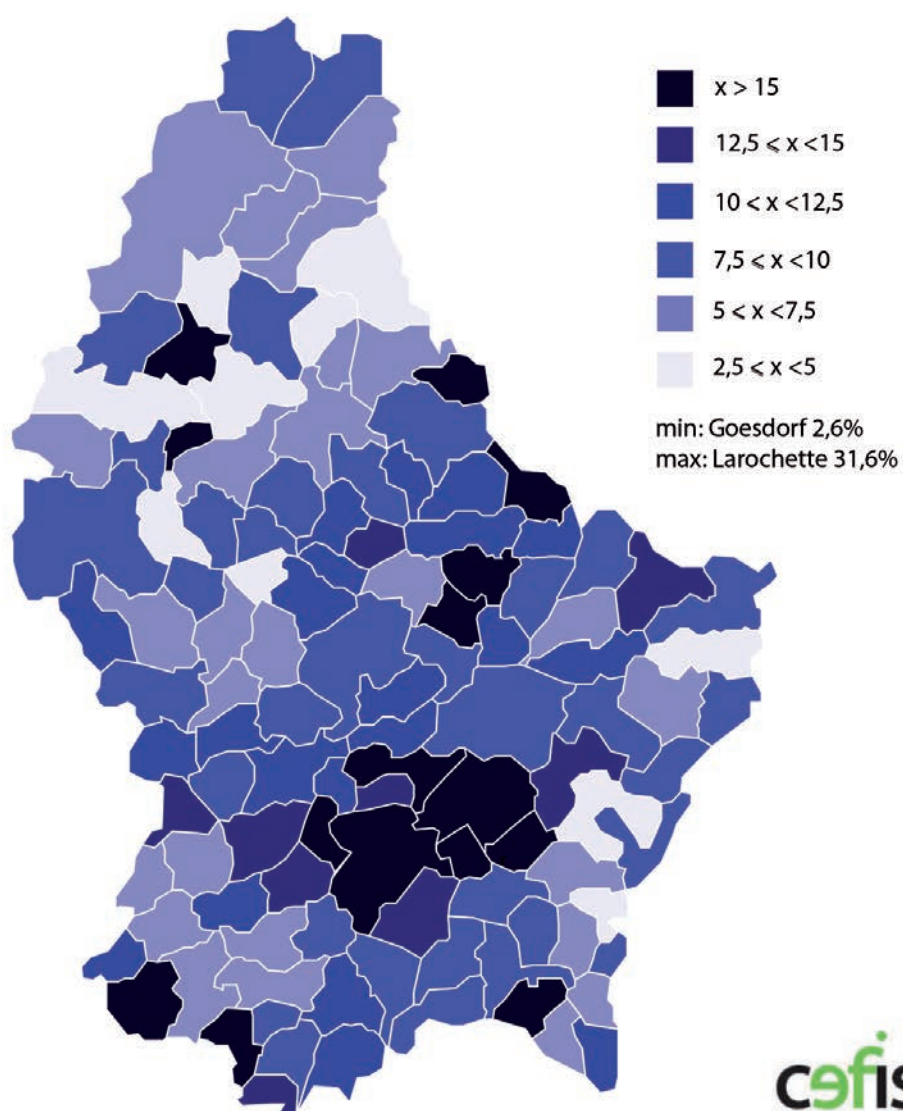 x > 15
12,5 ⩽ x <15
10 < x <12,5
7,5 ⩽ x <10
5 < x <7,5
2,5 ⩽ x <5
min: Goesdorf 2,6%
max: Larochette 31,6%
cefis